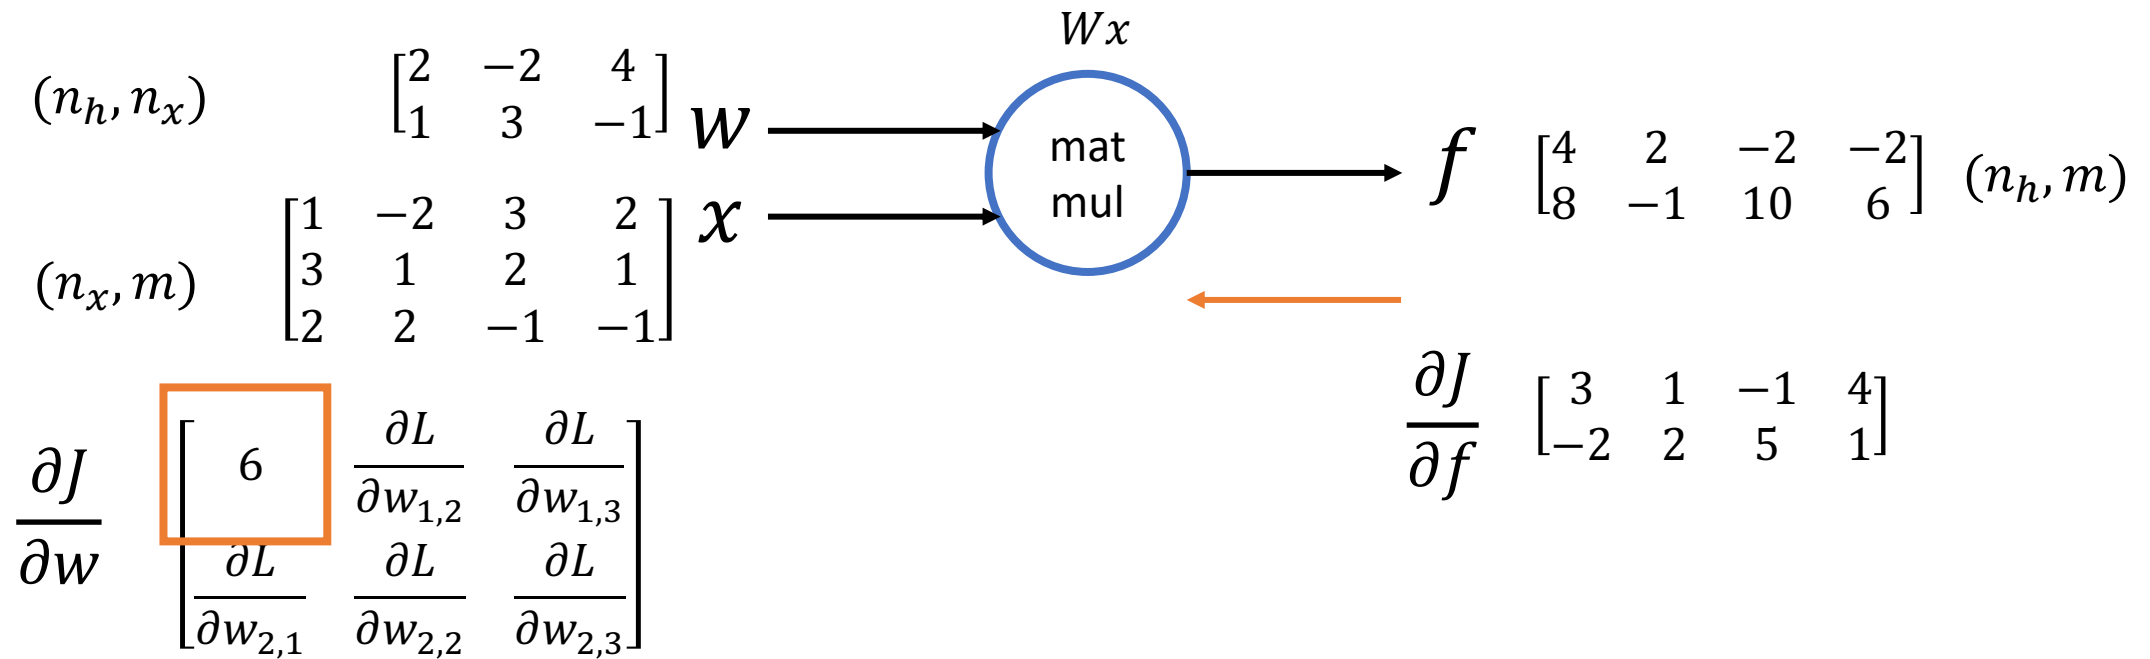 Wx
(n_h, n_x) [2 −2 4
1 3 −1] w
mat
mul
f [4 2 −2 −2
8 −1 10 6] (n_h, m)
(n_x, m) [1 −2 3 2
3 1 2 1
2 2 −1 −1] x
∂J/∂f [3 1 −1 4
−2 2 5 1]
∂J/∂w [6 ∂L/∂w_{1,2} ∂L/∂w_{1,3}
∂L/∂w_{2,1} ∂L/∂w_{2,2} ∂L/∂w_{2,3}]